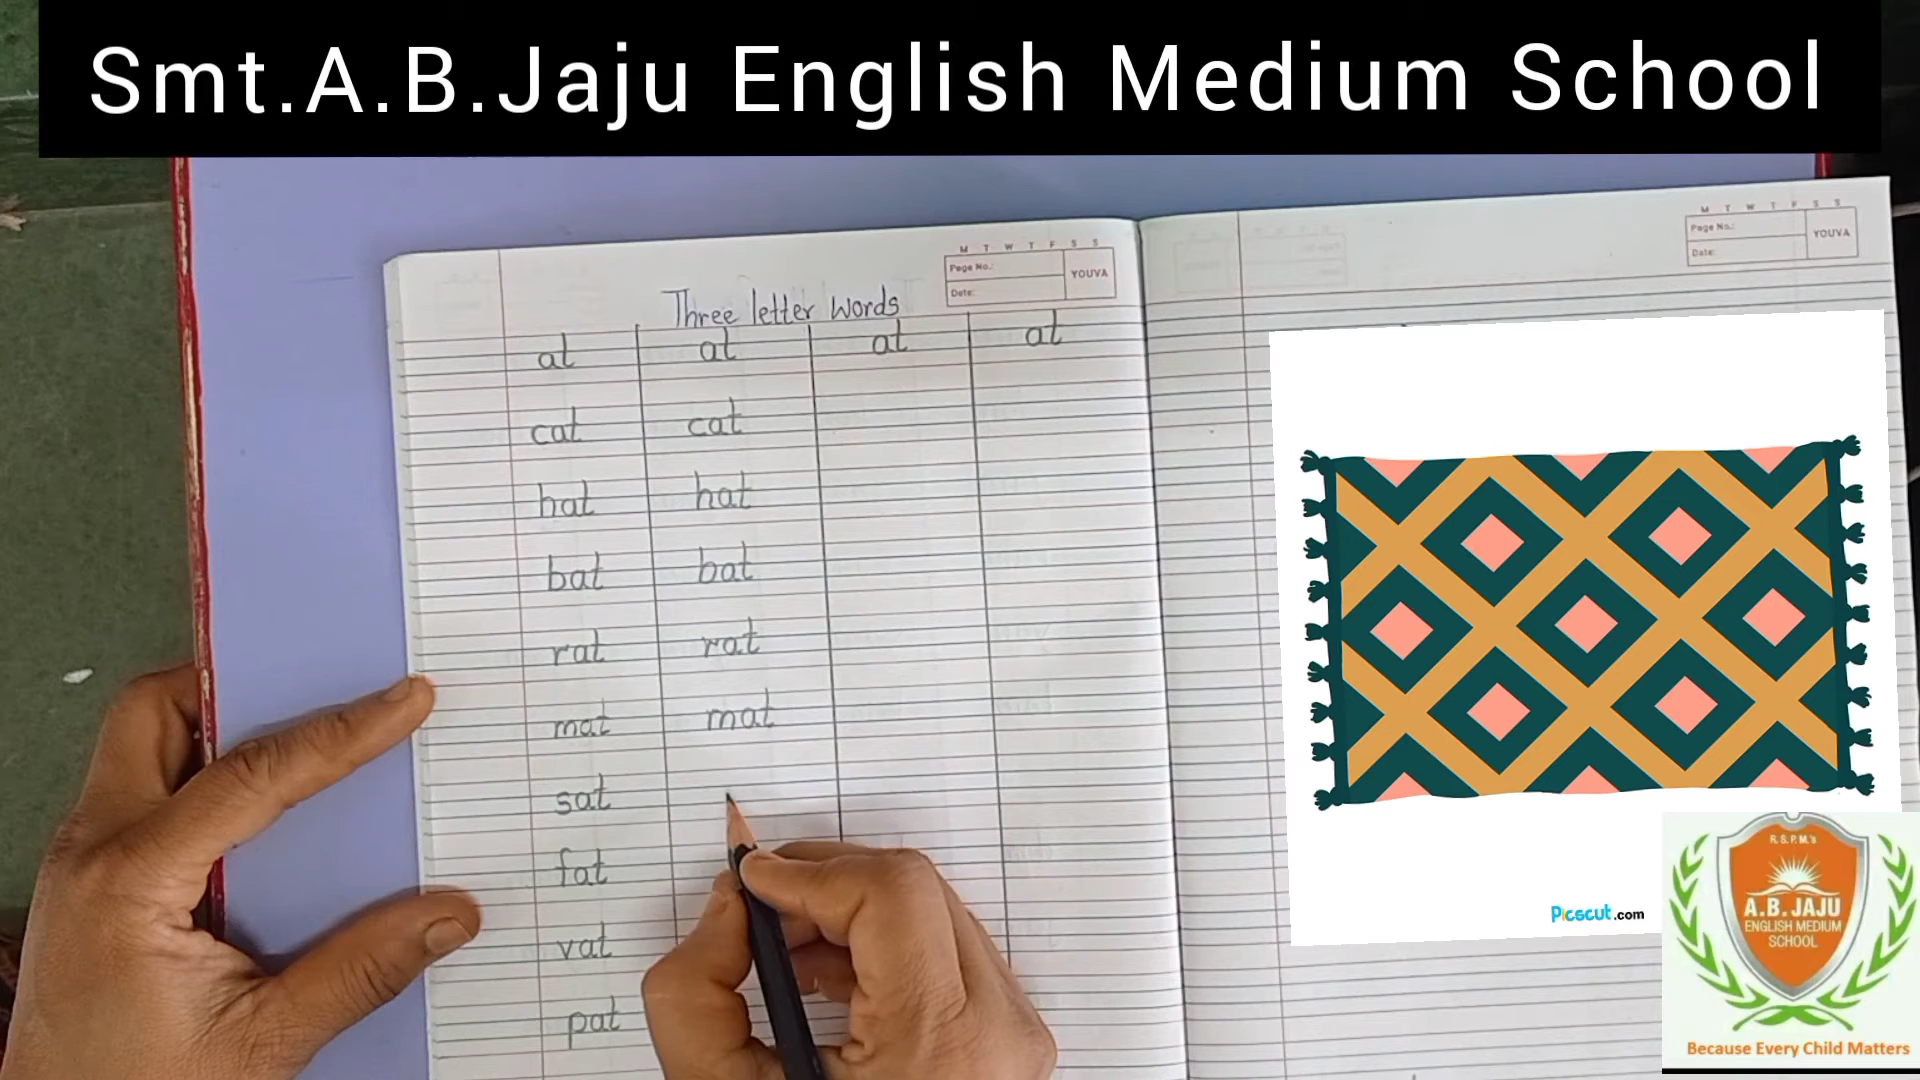 Smt.A.B.Jaju English Medium School
M T W T F S S
Page No.:
YOUVA
Date:
M T W T F S S
Page No.:
YOUVA
Date:
Three letter words
at at at at
cat cat
hat hat
bat bat
rat rat
mat mat
sat
fat
vat
pat
Picscut.com
R.S.P.M.'s
A.B. JAJU
ENGLISH MEDIUM
SCHOOL
Because Every Child Matters